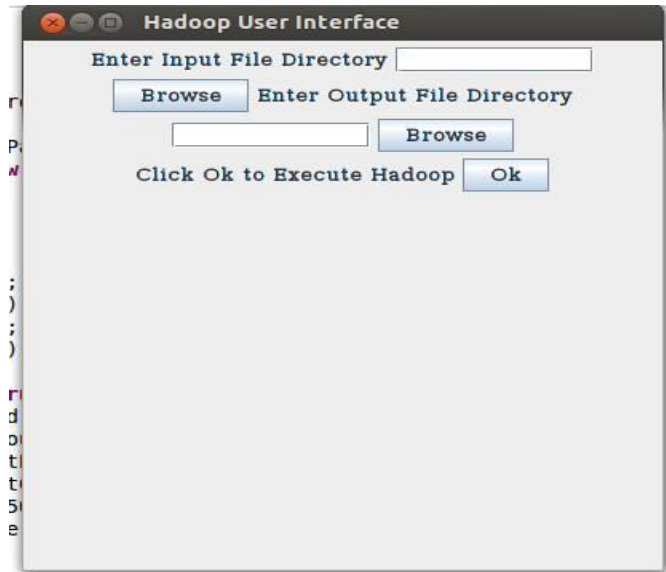 Hadoop User Interface
Enter Input File Directory
Browse Enter Output File Directory
Browse
Click Ok to Execute Hadoop Ok
;
)
;
)